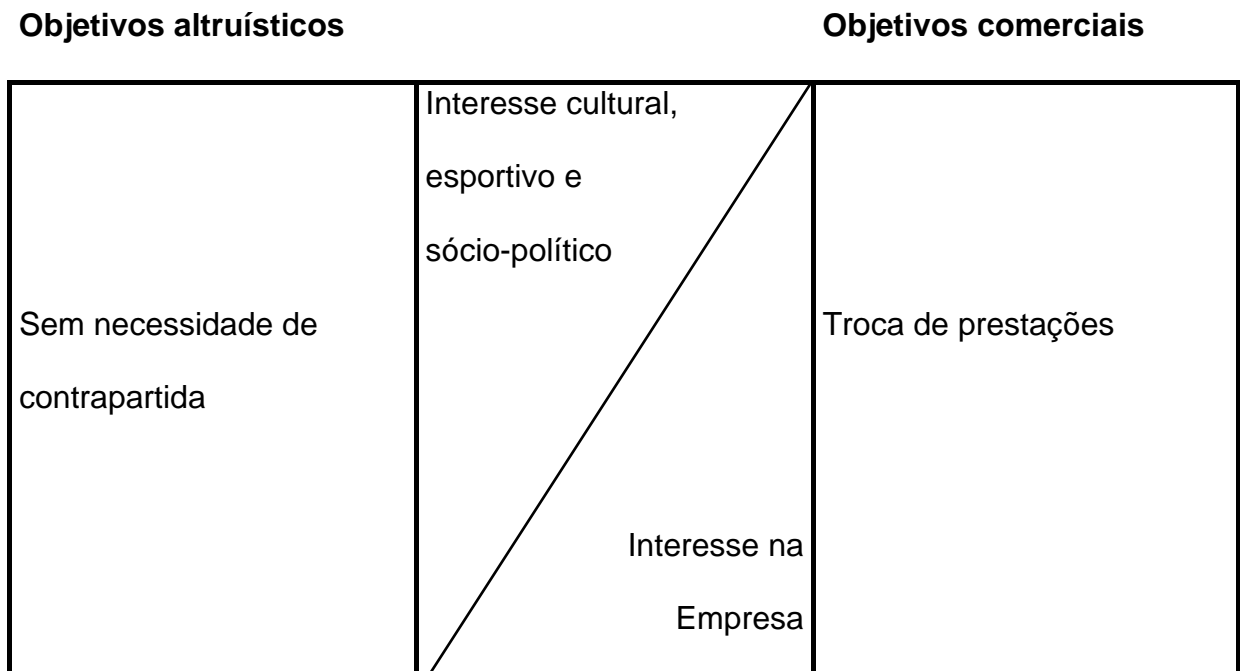 Objetivos altruísticos
Objetivos comerciais
Interesse cultural,
esportivo e
sócio-político
Sem necessidade de
contrapartida
Troca de prestações
Interesse na
Empresa